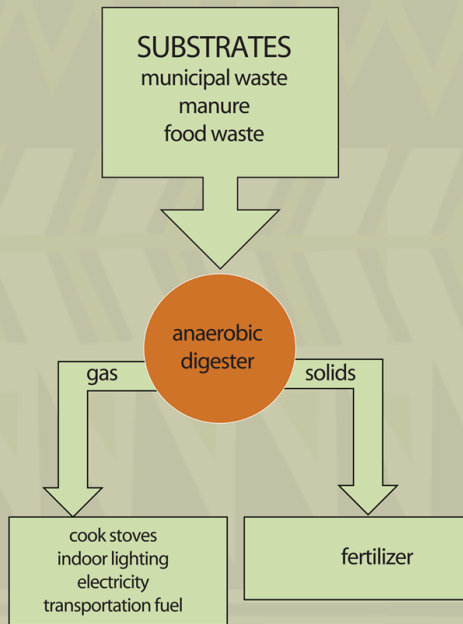 SUBSTRATES
municipal waste
manure
food waste
anaerobic
digester
gas
solids
cook stoves
indoor lighting
electricity
transportation fuel
fertilizer